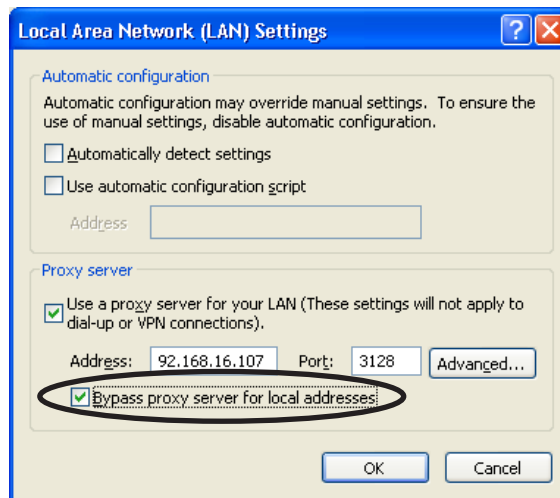 Local Area Network (LAN) Settings
Automatic configuration
Automatic configuration may override manual settings. To ensure the
use of manual settings, disable automatic configuration.
Automatically detect settings
Use automatic configuration script
Address
Proxy server
Use a proxy server for your LAN (These settings will not apply to
dial-up or VPN connections).
Address: 92.168.16.107 Port: 3128 Advanced...
Bypass proxy server for local addresses
OK Cancel